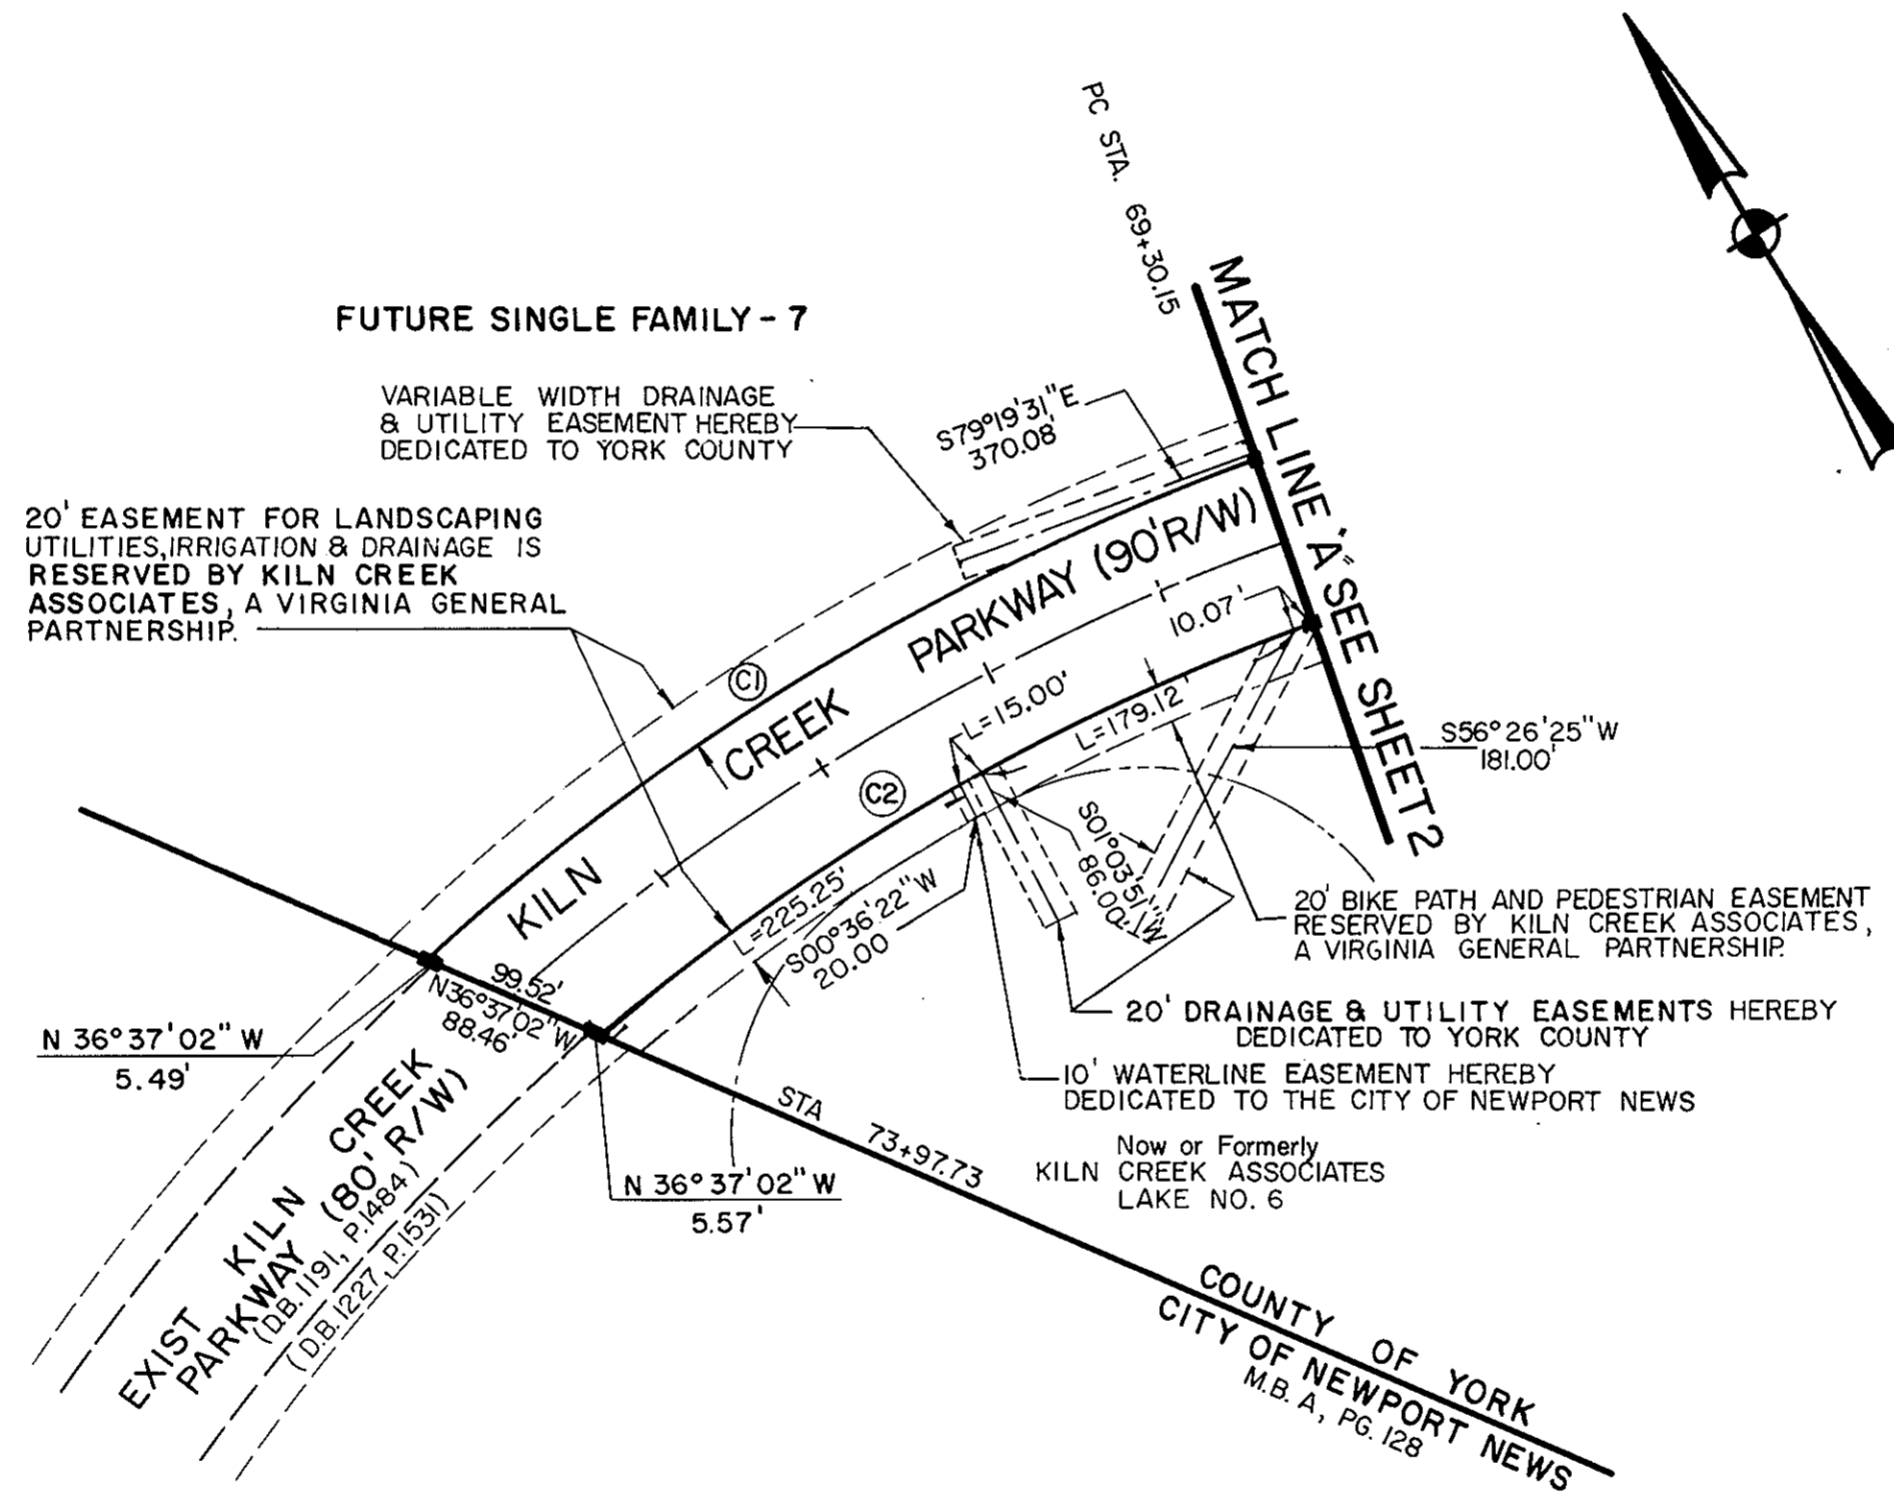 PC STA. 69+30.15
MATCH LINE "A" SEE SHEET 2
FUTURE SINGLE FAMILY - 7
VARIABLE WIDTH DRAINAGE
& UTILITY EASEMENT HEREBY
DEDICATED TO YORK COUNTY
S79°19'31"E
370.08'
20' EASEMENT FOR LANDSCAPING
UTILITIES, IRRIGATION & DRAINAGE IS
RESERVED BY KILN CREEK
ASSOCIATES, A VIRGINIA GENERAL
PARTNERSHIP.
C1
KILN CREEK PARKWAY (90' R/W)
10.07'
L=15.00'
L=179.12'
C2
S56°26'25"W
181.00'
S01°03'51"W
86.00'
L=225.25'
S00°36'22"W
20.00
20' BIKE PATH AND PEDESTRIAN EASEMENT
RESERVED BY KILN CREEK ASSOCIATES,
A VIRGINIA GENERAL PARTNERSHIP.
99.52'
N36°37'02"W
88.46'
N 36°37'02" W
5.49'
20' DRAINAGE & UTILITY EASEMENTS HEREBY
DEDICATED TO YORK COUNTY
10' WATERLINE EASEMENT HEREBY
DEDICATED TO THE CITY OF NEWPORT NEWS
STA 73+97.73
Now or Formerly
KILN CREEK ASSOCIATES
LAKE NO. 6
N 36°37'02" W
5.57'
EXIST KILN CREEK
PARKWAY (80' R/W)
(D.B. 1191, P.1484)
(D.B. 1227, P.1531)
COUNTY OF YORK
CITY OF NEWPORT NEWS
M.B. A, PG. 128